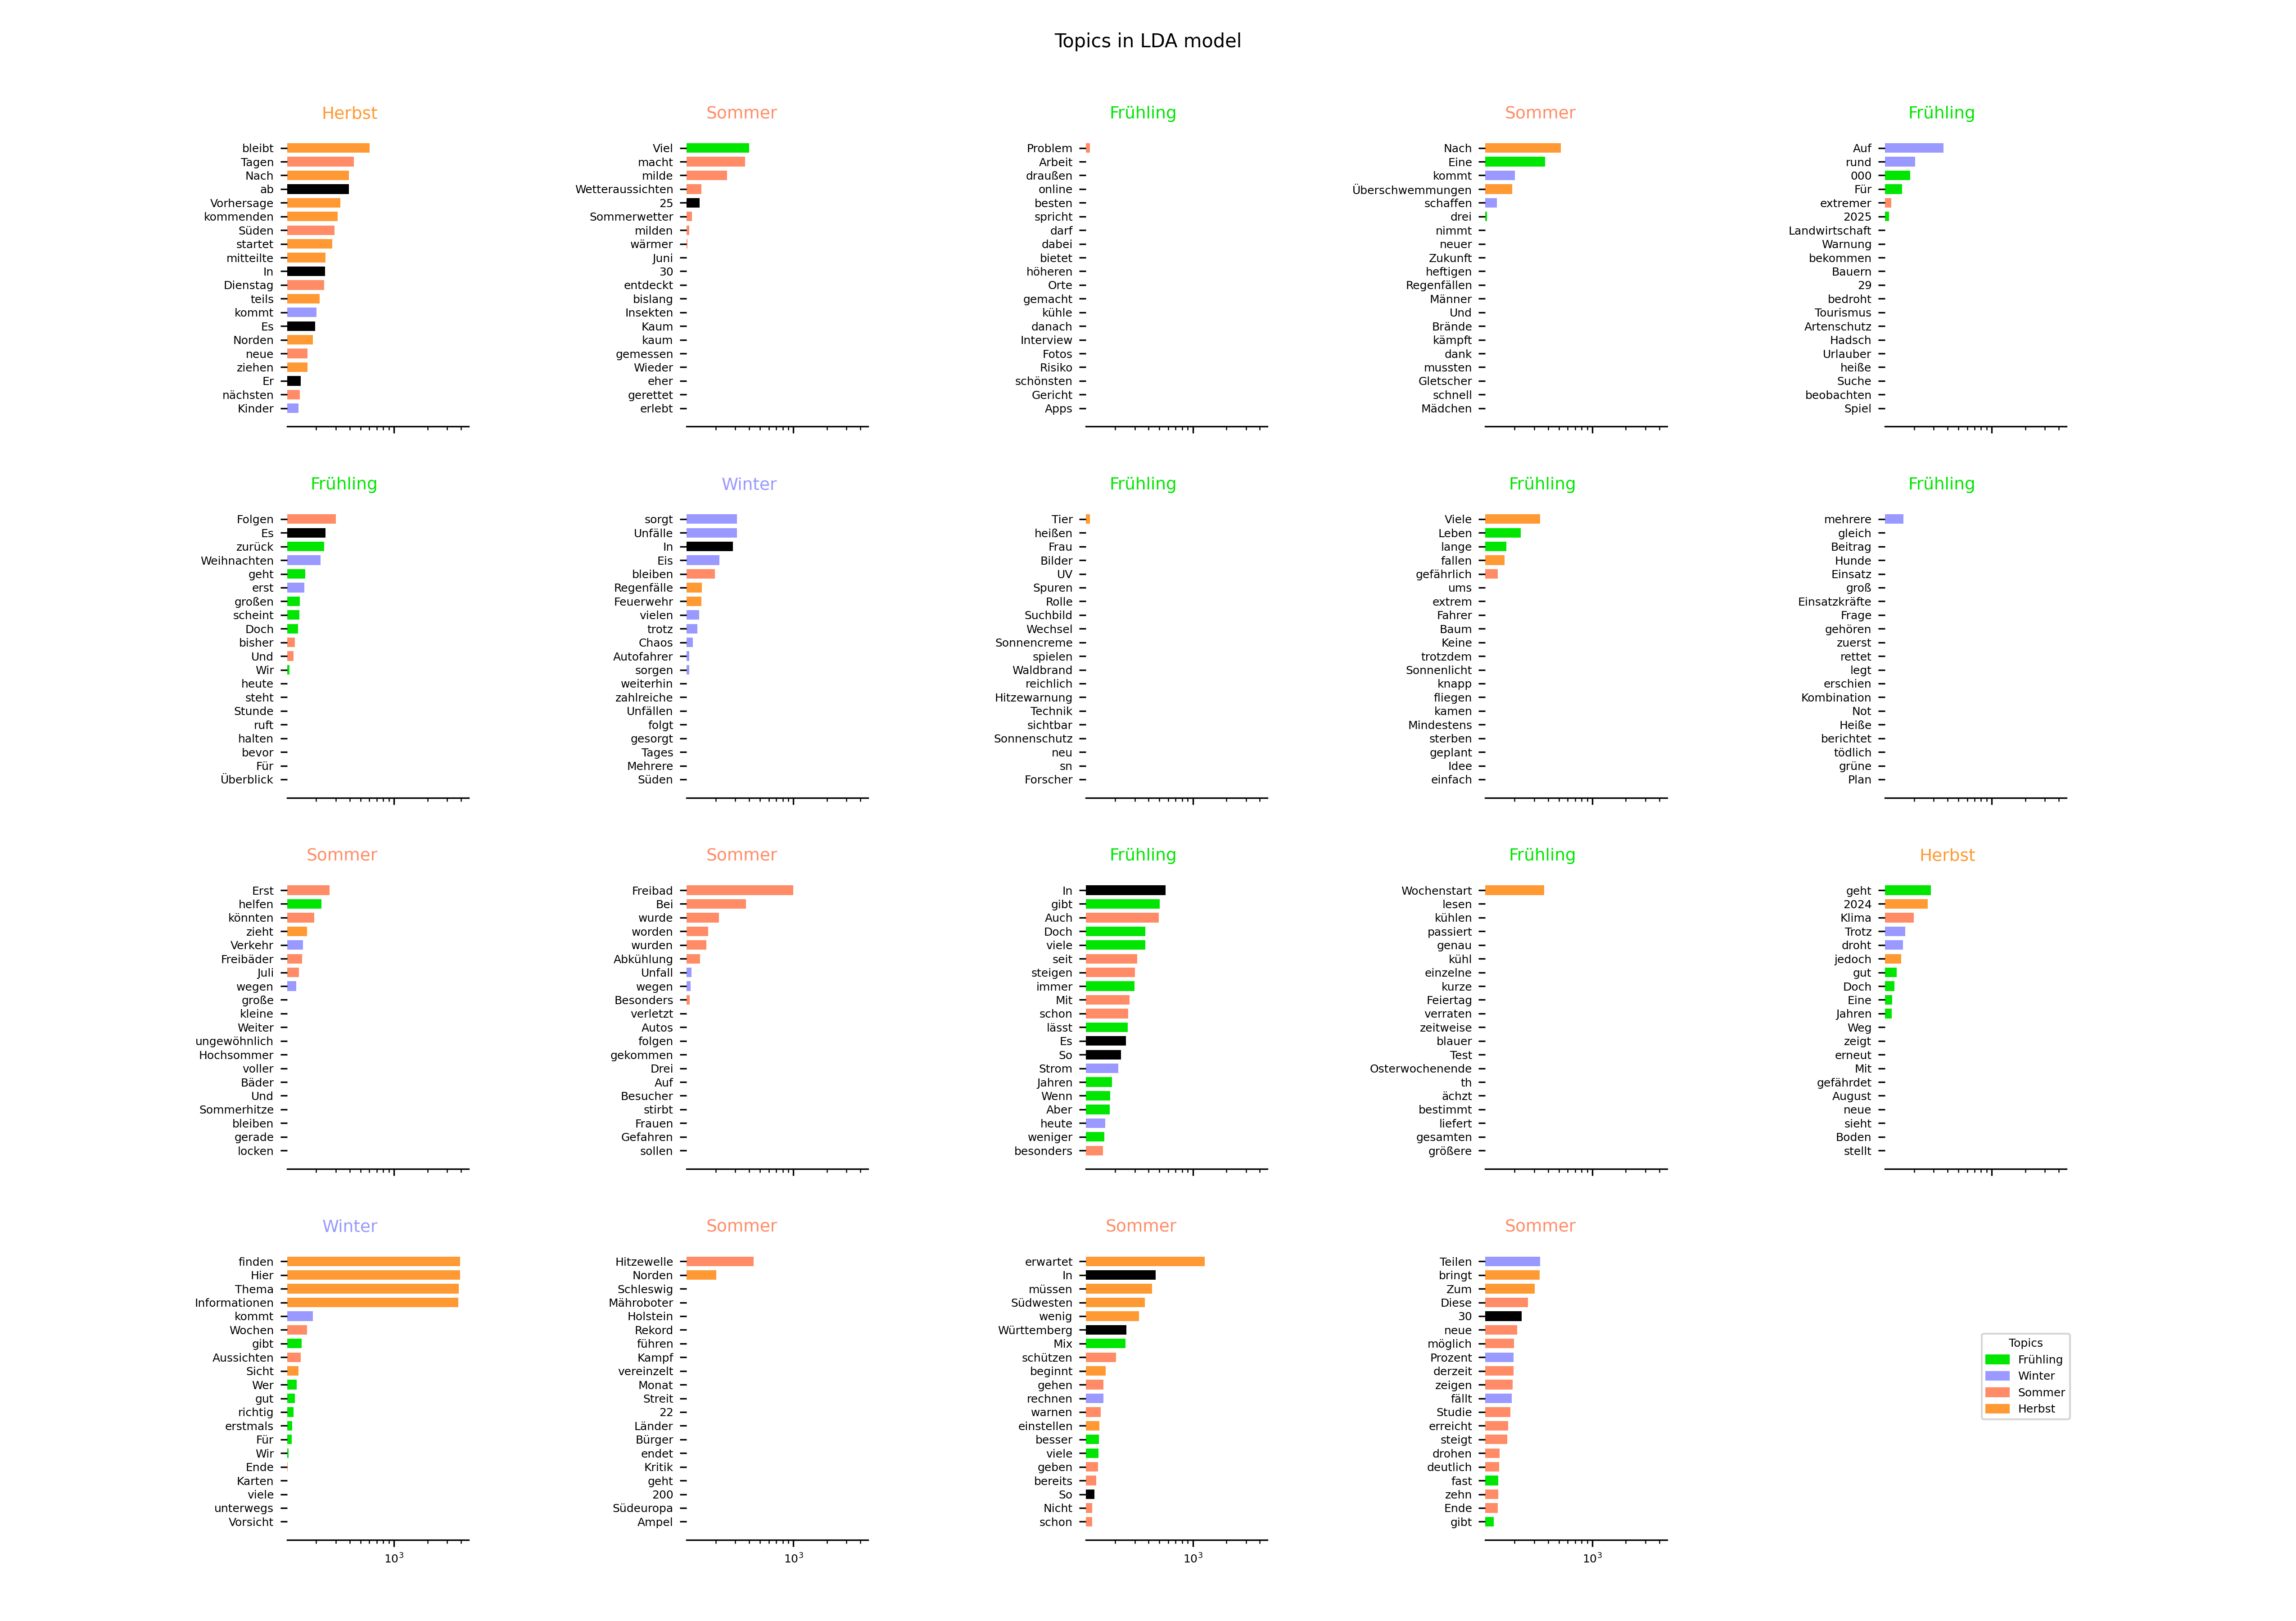 Topics in LDA model
Herbst
bleibt
Tagen
Nach
ab
Vorhersage
kommenden
Süden
startet
mitteilte
In
Dienstag
teils
kommt
Es
Norden
neue
ziehen
Er
nächsten
Kinder
Sommer
Viel
macht
milde
Wetteraussichten
25
Sommerwetter
milden
wärmer
Juni
30
entdeckt
bislang
Insekten
Kaum
kaum
gemessen
Wieder
eher
gerettet
erlebt
Frühling
Problem
Arbeit
draußen
online
besten
spricht
darf
dabei
bietet
höheren
Orte
gemacht
kühle
danach
Interview
Fotos
Risiko
schönsten
Gericht
Apps
Sommer
Nach
Eine
kommt
Überschwemmungen
schaffen
drei
nimmt
neuer
Zukunft
heftigen
Regenfällen
Männer
Und
Brände
kämpft
dank
mussten
Gletscher
schnell
Mädchen
Frühling
Auf
rund
000
Für
extremer
2025
Landwirtschaft
Warnung
bekommen
Bauern
29
bedroht
Tourismus
Artenschutz
Hadsch
Urlauber
heiße
Suche
beobachten
Spiel
Frühling
Folgen
Es
zurück
Weihnachten
geht
erst
großen
scheint
Doch
bisher
Und
Wir
heute
steht
Stunde
ruft
halten
bevor
Für
Überblick
Winter
sorgt
Unfälle
In
Eis
bleiben
Regenfälle
Feuerwehr
vielen
trotz
Chaos
Autofahrer
sorgen
weiterhin
zahlreiche
Unfällen
folgt
gesorgt
Tages
Mehrere
Süden
Frühling
Tier
heißen
Frau
Bilder
UV
Spuren
Rolle
Suchbild
Wechsel
Sonnencreme
spielen
Waldbrand
reichlich
Hitzewarnung
Technik
sichtbar
Sonnenschutz
neu
sn
Forscher
Frühling
Viele
Leben
lange
fallen
gefährlich
ums
extrem
Fahrer
Baum
Keine
trotzdem
Sonnenlicht
knapp
fliegen
kamen
Mindestens
sterben
geplant
Idee
einfach
Frühling
mehrere
gleich
Beitrag
Hunde
Einsatz
groß
Einsatzkräfte
Frage
gehören
zuerst
rettet
legt
erschien
Kombination
Not
Heiße
berichtet
tödlich
grüne
Plan
Sommer
Erst
helfen
könnten
zieht
Verkehr
Freibäder
Juli
wegen
große
kleine
Weiter
ungewöhnlich
Hochsommer
voller
Bäder
Und
Sommerhitze
bleiben
gerade
locken
Sommer
Freibad
Bei
wurde
worden
wurden
Abkühlung
Unfall
wegen
Besonders
verletzt
Autos
folgen
gekommen
Drei
Auf
Besucher
stirbt
Frauen
Gefahren
sollen
Frühling
In
gibt
Auch
Doch
viele
seit
steigen
immer
Mit
schon
lässt
Es
So
Strom
Jahren
Wenn
Aber
heute
weniger
besonders
Frühling
Wochenstart
lesen
kühlen
passiert
genau
kühl
einzelne
kurze
Feiertag
verraten
zeitweise
blauer
Test
Osterwochenende
th
ächzt
bestimmt
liefert
gesamten
größere
Herbst
geht
2024
Klima
Trotz
droht
jedoch
gut
Doch
Eine
Jahren
Weg
zeigt
erneut
Mit
gefährdet
August
neue
sieht
Boden
stellt
Winter
finden
Hier
Thema
Informationen
kommt
Wochen
gibt
Aussichten
Sicht
Wer
gut
richtig
erstmals
Für
Wir
Ende
Karten
viele
unterwegs
Vorsicht
10³
Sommer
Hitzewelle
Norden
Schleswig
Mähroboter
Holstein
Rekord
führen
Kampf
vereinzelt
Monat
Streit
22
Länder
Bürger
endet
Kritik
geht
200
Südeuropa
Ampel
10³
Sommer
erwartet
In
müssen
Südwesten
wenig
Württemberg
Mix
schützen
beginnt
gehen
rechnen
warnen
einstellen
besser
viele
geben
bereits
So
Nicht
schon
10³
Sommer
Teilen
bringt
Zum
Diese
30
neue
möglich
Prozent
derzeit
zeigen
fällt
Studie
erreicht
steigt
drohen
deutlich
fast
zehn
Ende
gibt
10³
Topics
Frühling
Winter
Sommer
Herbst